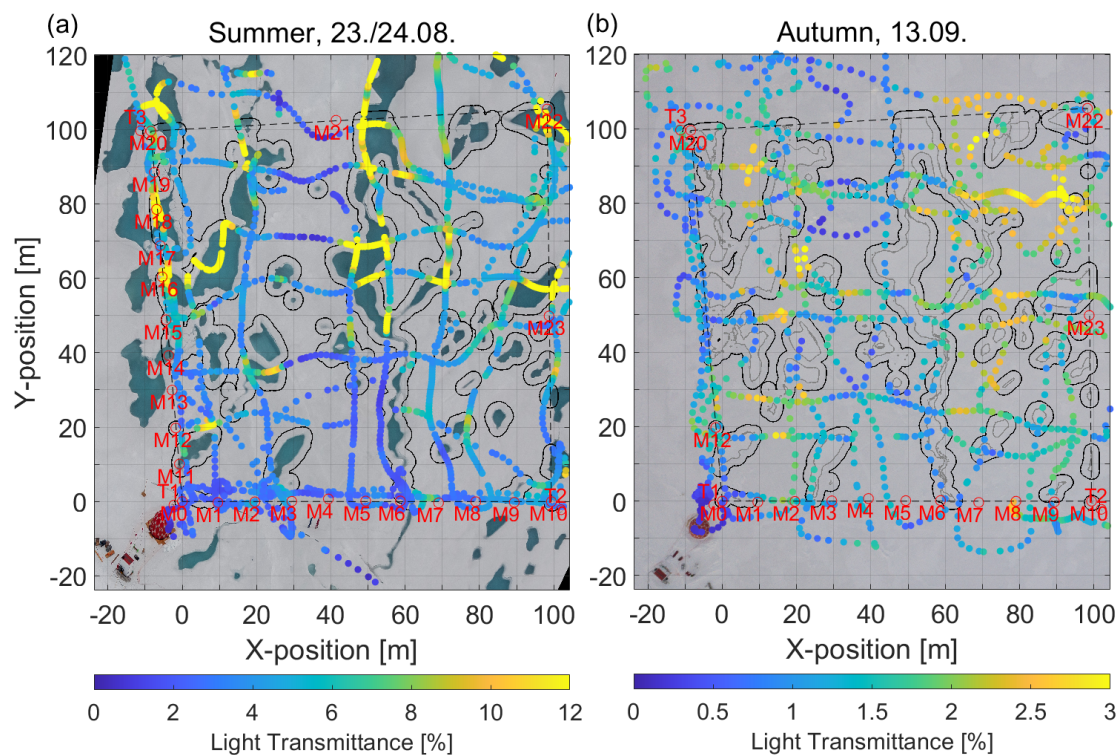 (a)
Summer, 23./24.08.
120
100
80
60
40
20
0
-20
Y-position [m]
T3
M20
M19
M18
M17
M16
M15
M14
M13
M12
M11
T1
M0
M1
M2
M3
M4
M5
M6
M7
M8
M9
M10
T2
M21
M22
M23
-20 0 20 40 60 80 100
X-position [m]
0 2 4 6 8 10 12
Light Transmittance [%]
(b)
Autumn, 13.09.
120
100
80
60
40
20
0
-20
T3
M20
M12
T1
M0
M1
M2
M3
M4
M5
M6
M7
M8
M9
M10
T2
M22
M23
-20 0 20 40 60 80 100
X-position [m]
0 0.5 1 1.5 2 2.5 3
Light Transmittance [%]